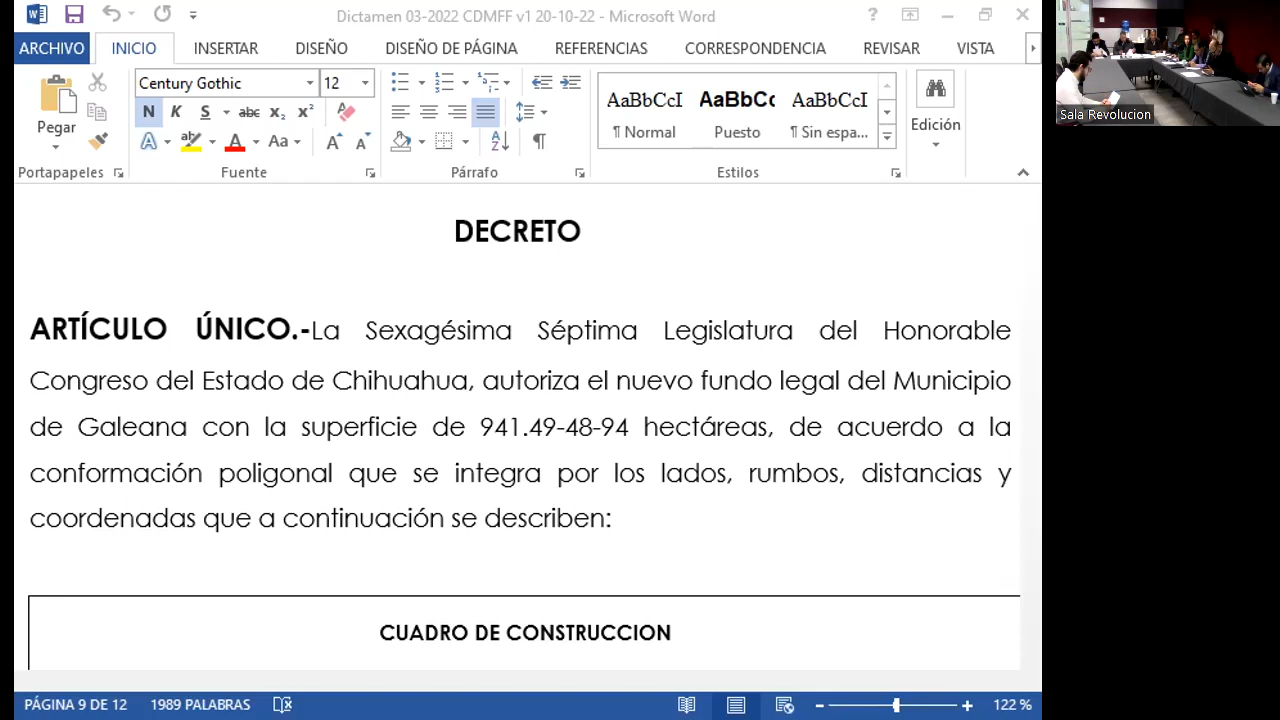 Dictamen 03-2022 CDMFF v1 20-10-22 - Microsoft Word
?
ARCHIVO INICIO INSERTAR DISEÑO DISEÑO DE PÁGINA REFERENCIAS CORRESPONDENCIA REVISAR VISTA
Century Gothic 12
N K S abc x₂ x²
A ab A Aa A A
Pegar
AaBbCcI AaBbCc AaBbCcI
¶ Normal Puesto ¶ Sin espa...
Edición
Portapapeles Fuente Párrafo Estilos
Sala Revolucion
DECRETO
ARTÍCULO ÚNICO.-La Sexagésima Séptima Legislatura del Honorable
Congreso del Estado de Chihuahua, autoriza el nuevo fundo legal del Municipio
de Galeana con la superficie de 941.49-48-94 hectáreas, de acuerdo a la
conformación poligonal que se integra por los lados, rumbos, distancias y
coordenadas que a continuación se describen:
CUADRO DE CONSTRUCCION
PÁGINA 9 DE 12 1989 PALABRAS 122 %